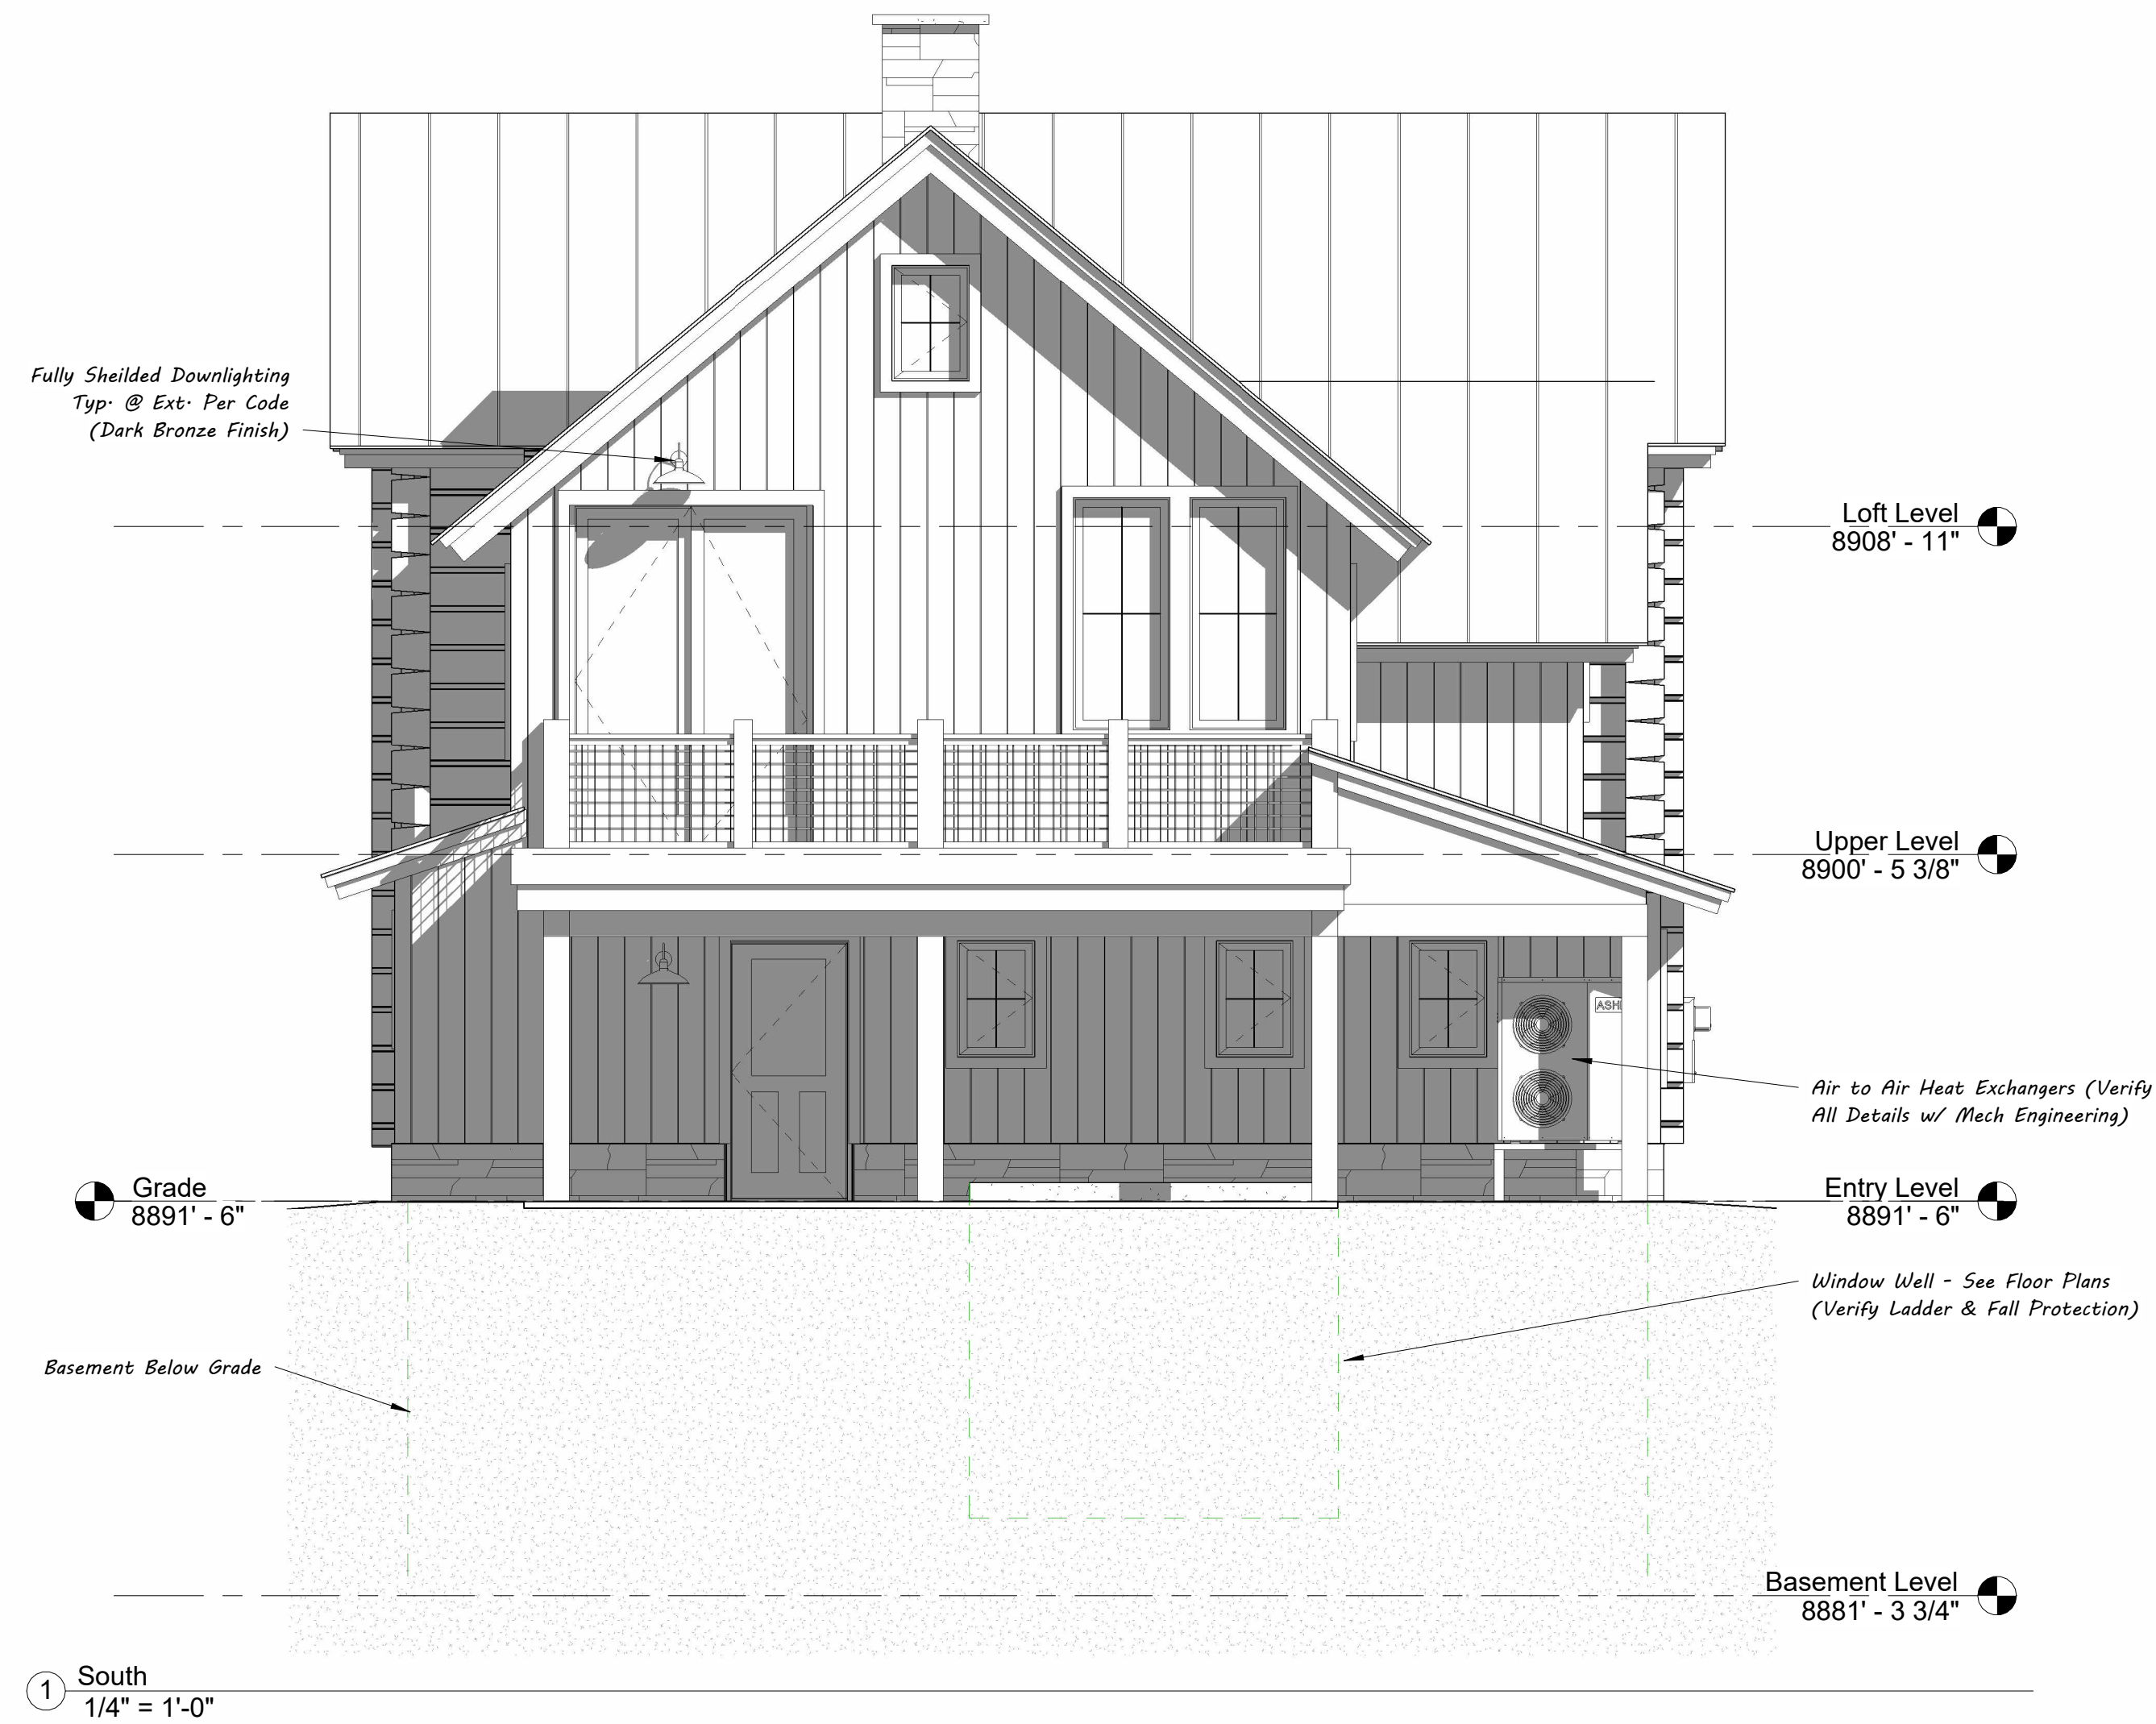 Fully Sheilded Downlighting
Typ. @ Ext. Per Code
(Dark Bronze Finish)
Loft Level
8908' - 11"
Upper Level
8900' - 5 3/8"
ASH
Air to Air Heat Exchangers (Verify
All Details w/ Mech Engineering)
Grade
8891' - 6"
Entry Level
8891' - 6"
Window Well - See Floor Plans
(Verify Ladder & Fall Protection)
Basement Below Grade
Basement Level
8881' - 3 3/4"
1
South
1/4" = 1'-0"